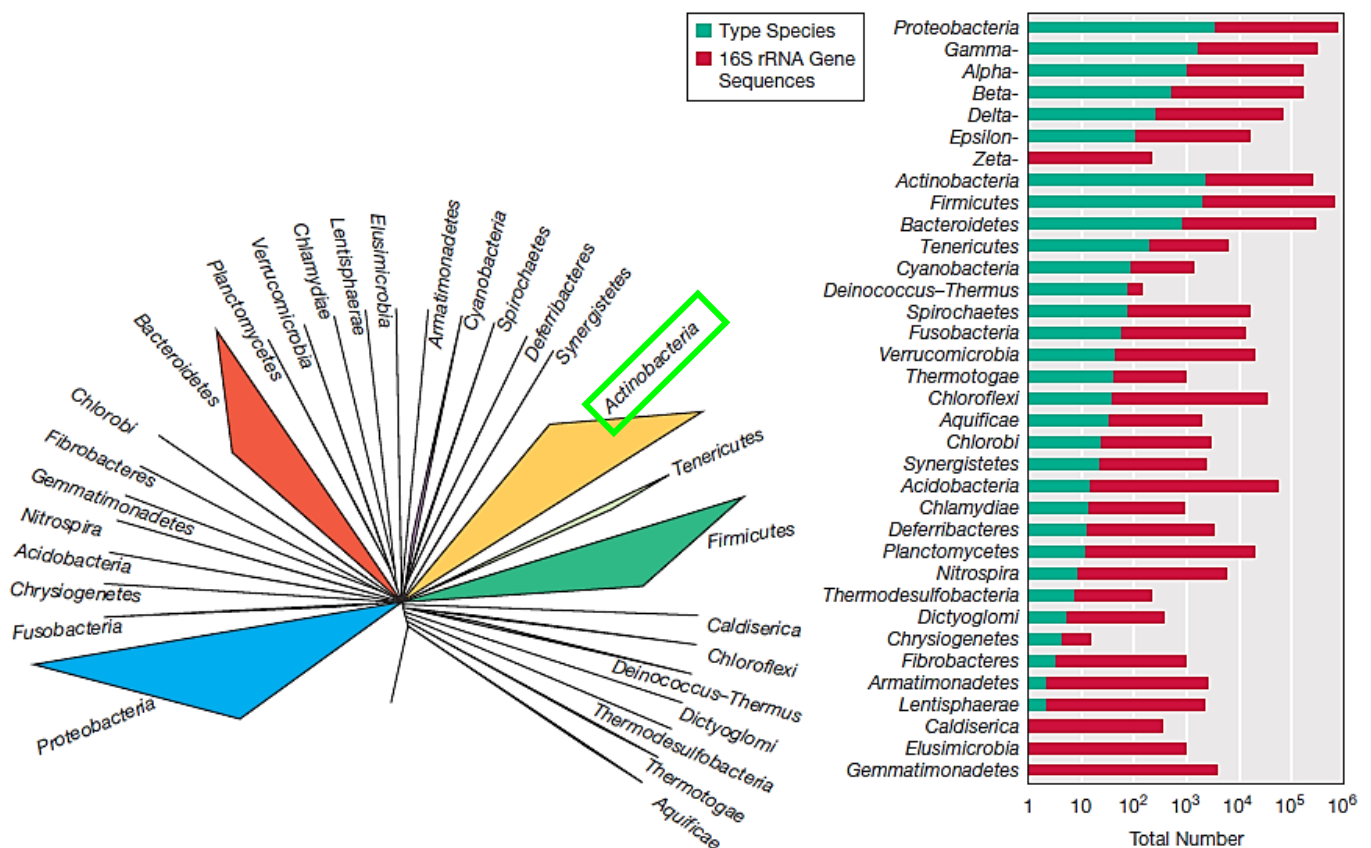 Type Species
16S rRNA Gene
Sequences
Proteobacteria
Gamma-
Alpha-
Beta-
Delta-
Epsilon-
Zeta-
Actinobacteria
Firmicutes
Bacteroidetes
Tenericutes
Cyanobacteria
Deinococcus–Thermus
Spirochaetes
Fusobacteria
Verrucomicrobia
Thermotogae
Chloroflexi
Aquificae
Chlorobi
Synergistetes
Acidobacteria
Chlamydiae
Deferribacteres
Planctomycetes
Nitrospira
Thermodesulfobacteria
Dictyoglomi
Chrysiogenetes
Fibrobacteres
Armatimonadetes
Lentisphaerae
Caldiserica
Elusimicrobia
Gemmatimonadetes
1 10 10² 10³ 10⁴ 10⁵ 10⁶
Total Number
Proteobacteria
Fusobacteria
Chrysiogenetes
Acidobacteria
Nitrospira
Gemmatimonadetes
Fibrobacteres
Chlorobi
Bacteroidetes
Planctomycetes
Verrucomicrobia
Chlamydiae
Lentisphaerae
Elusimicrobia
Armatimonadetes
Cyanobacteria
Spirochaetes
Deferribacteres
Synergistetes
Actinobacteria
Tenericutes
Firmicutes
Caldiserica
Chloroflexi
Deinococcus–Thermus
Dictyoglomi
Thermodesulfobacteria
Thermotogae
Aquificae